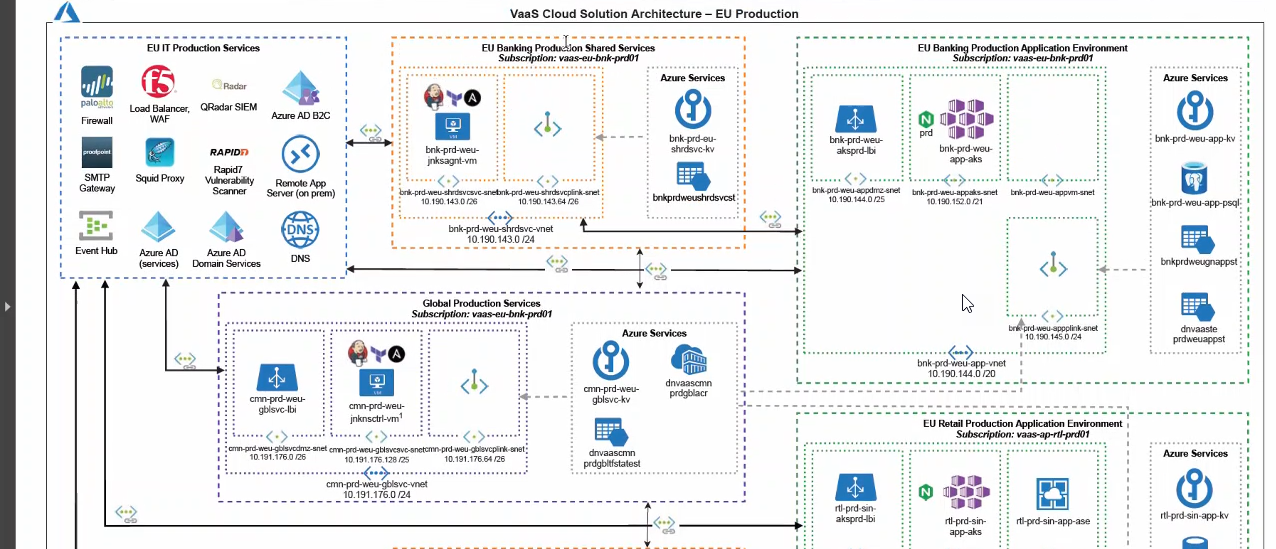 VaaS Cloud Solution Architecture – EU Production
EU IT Production Services
paloalto
Firewall
f5
Load Balancer,
WAF
QRadar
QRadar SIEM
Azure AD B2C
proofpoint
SMTP
Gateway
Squid Proxy
RAPID7
Rapid7
Vulnerability
Scanner
Remote App
Server (on prem)
Event Hub
Azure AD
(services)
Azure AD
Domain Services
DNS
DNS
EU Banking Production Shared Services
Subscription: vaas-eu-bnk-prd01
VM
bnk-prd-weu-
jnksagnt-vm
bnk-prd-weu-shrdsvcsvc-snet
10.190.143.0 /26
bnk-prd-weu-shrdsvcplink-snet
10.190.143.64 /26
bnk-prd-weu-shrdsvc-vnet
10.190.143.0 /24
Azure Services
bnk-prd-eu-
shrdsvc-kv
bnkprdweushrdsvcst
EU Banking Production Application Environment
Subscription: vaas-eu-bnk-prd01
bnk-prd-weu-
aksprd-lbi
prd
bnk-prd-weu-
app-aks
bnk-prd-weu-appdmz-snet
10.190.144.0 /25
bnk-prd-weu-appaks-snet
10.190.152.0 /21
bnk-prd-weu-appvm-snet
bnk-prd-weu-appplink-snet
10.190.145.0 /24
bnk-prd-weu-app-vnet
10.190.144.0 /20
Azure Services
bnk-prd-weu-app-kv
bnk-prd-weu-app-psql
bnkprdweugnappst
dnvaaste
prdweuappst
Global Production Services
Subscription: vaas-eu-bnk-prd01
cmn-prd-weu-
gblsvc-lbi
cmn-prd-weu-
jnknsctrl-vm1
cmn-prd-weu-gblsvcdmz-snet
10.191.176.0 /26
cmn-prd-weu-gblsvcsvc-snet
10.191.176.128 /25
cmn-prd-weu-gblsvcplink-snet
10.191.176.64 /26
cmn-prd-weu-gblsvc-vnet
10.191.176.0 /24
Azure Services
cmn-prd-weu-
gblsvc-kv
dnvaascmn
prdgblacr
dnvaascmn
prdgbltfstatest
EU Retail Production Application Environment
Subscription: vaas-ap-rtl-prd01
rtl-prd-sin-
aksprd-lbi
rtl-prd-sin-
app-aks
rtl-prd-sin-app-ase
Azure Services
rtl-prd-sin-app-kv